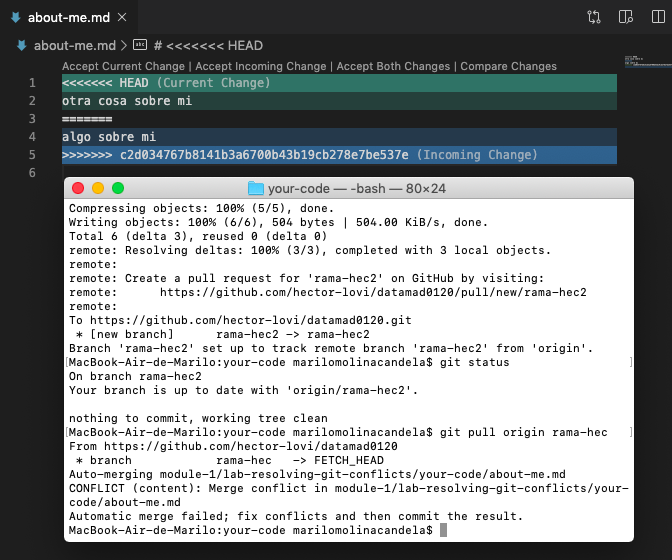 about-me.md ×
about-me.md > abc # <<<<<<< HEAD
Accept Current Change | Accept Incoming Change | Accept Both Changes | Compare Changes
1 <<<<<<< HEAD (Current Change)
2 otra cosa sobre mi
3 =======
4 algo sobre mi
5 >>>>>>> c2d034767b8141b3a6700b43b19cb278e7be537e (Incoming Change)
6
your-code — -bash — 80×24
Compressing objects: 100% (5/5), done.
Writing objects: 100% (6/6), 504 bytes | 504.00 KiB/s, done.
Total 6 (delta 3), reused 0 (delta 0)
remote: Resolving deltas: 100% (3/3), completed with 3 local objects.
remote:
remote: Create a pull request for 'rama-hec2' on GitHub by visiting:
remote:      https://github.com/hector-lovi/datamad0120/pull/new/rama-hec2
remote:
To https://github.com/hector-lovi/datamad0120.git
 * [new branch]      rama-hec2 -> rama-hec2
Branch 'rama-hec2' set up to track remote branch 'rama-hec2' from 'origin'.
[MacBook-Air-de-Marilo:your-code marilomolinacandela$ git status ]
On branch rama-hec2
Your branch is up to date with 'origin/rama-hec2'.
nothing to commit, working tree clean
[MacBook-Air-de-Marilo:your-code marilomolinacandela$ git pull origin rama-hec ]
From https://github.com/hector-lovi/datamad0120
 * branch            rama-hec   -> FETCH_HEAD
Auto-merging module-1/lab-resolving-git-conflicts/your-code/about-me.md
CONFLICT (content): Merge conflict in module-1/lab-resolving-git-conflicts/your-
code/about-me.md
Automatic merge failed; fix conflicts and then commit the result.
MacBook-Air-de-Marilo:your-code marilomolinacandela$